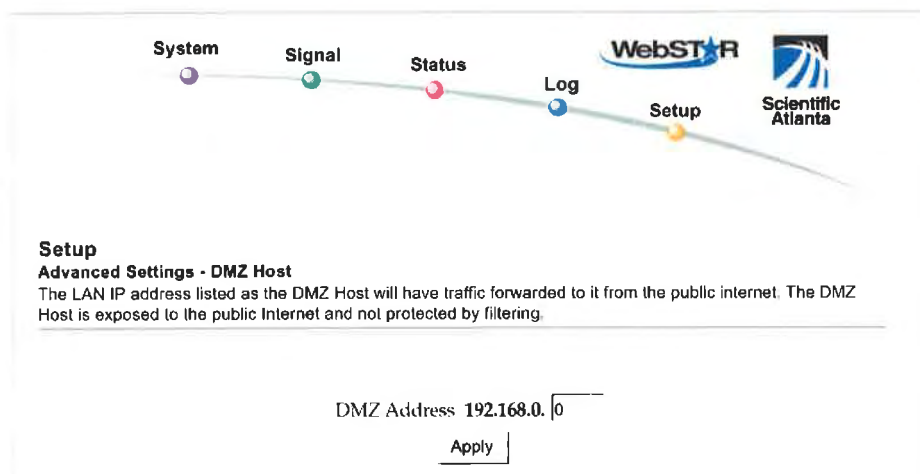 System
Signal
Status
Log
Setup
WebSTAR
Scientific
Atlanta
Setup
Advanced Settings - DMZ Host
The LAN IP address listed as the DMZ Host will have traffic forwarded to it from the public internet. The DMZ
Host is exposed to the public Internet and not protected by filtering.
DMZ Address 192.168.0. 0
Apply